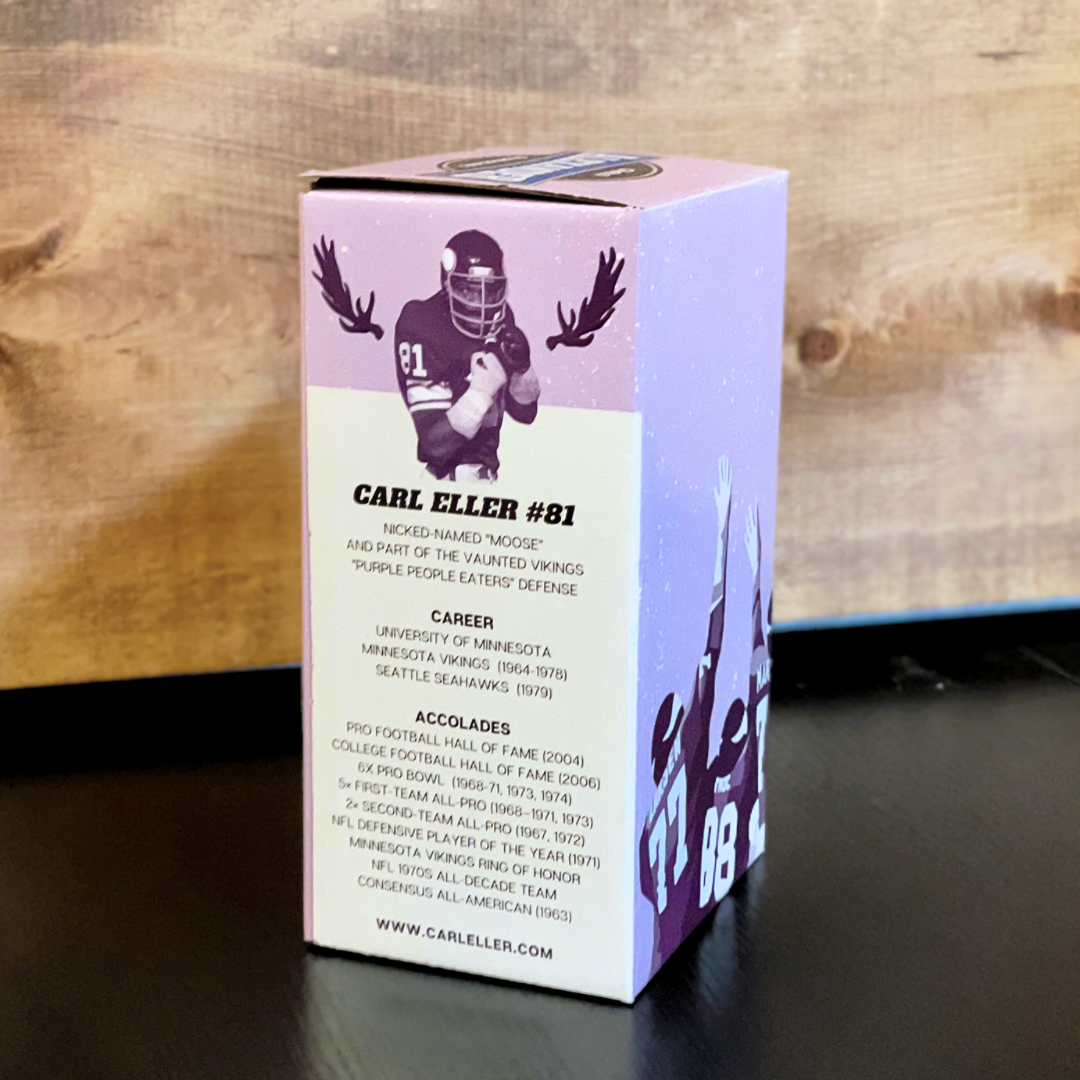 81
CARL ELLER #81
NICKED-NAMED "MOOSE"
AND PART OF THE VAUNTED VIKINGS
"PURPLE PEOPLE EATERS" DEFENSE
CAREER
UNIVERSITY OF MINNESOTA
MINNESOTA VIKINGS (1964-1978)
SEATTLE SEAHAWKS (1979)
ACCOLADES
PRO FOOTBALL HALL OF FAME (2004)
COLLEGE FOOTBALL HALL OF FAME (2006)
6X PRO BOWL (1968-71, 1973, 1974)
5× FIRST-TEAM ALL-PRO (1968–1971, 1973)
2× SECOND-TEAM ALL-PRO (1967, 1972)
NFL DEFENSIVE PLAYER OF THE YEAR (1971)
MINNESOTA VIKINGS RING OF HONOR
NFL 1970S ALL-DECADE TEAM
CONSENSUS ALL-AMERICAN (1963)
WWW.CARLELLER.COM
77
PAGE
88